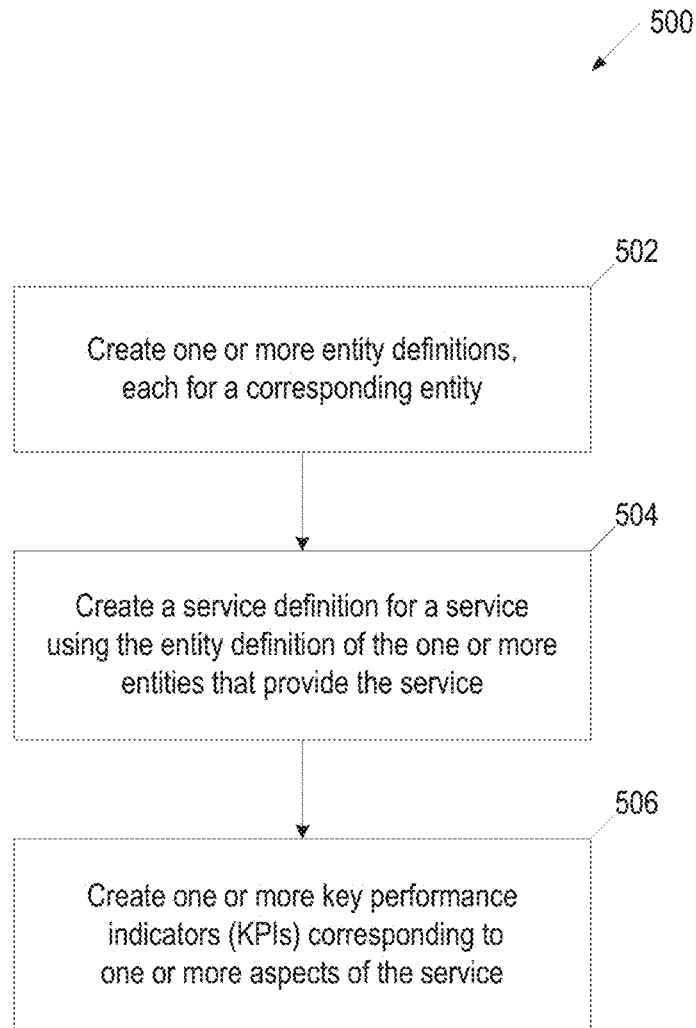 500
502
Create one or more entity definitions,
each for a corresponding entity
504
Create a service definition for a service
using the entity definition of the one or more
entities that provide the service
506
Create one or more key performance
indicators (KPIs) corresponding to
one or more aspects of the service